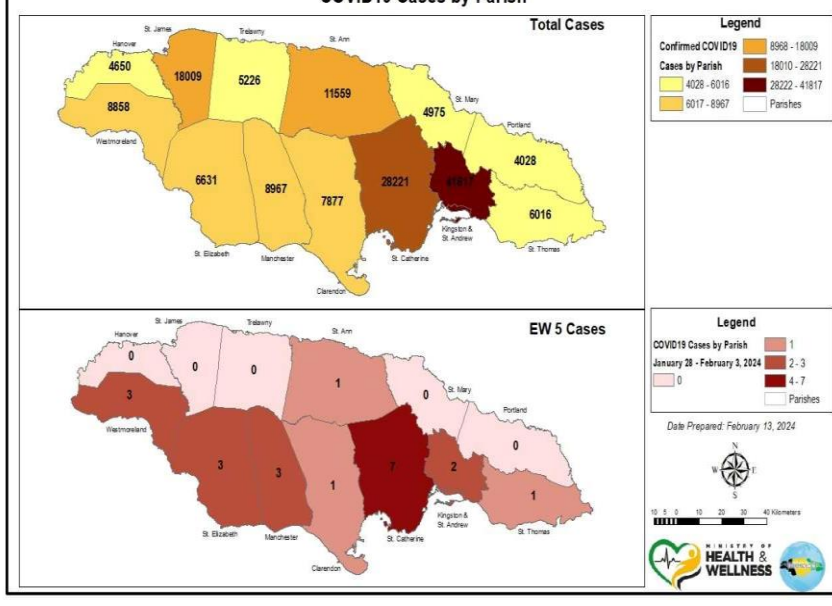 COVID19 Cases by Parish
Total Cases
St. James
Trelawny
St. Ann
Hanover
4650
18009
5226
11559
8858
4975
St. Mary
Portland
Westmoreland
6631
8967
7877
28221
41817
4028
6016
St. Elizabeth
Manchester
Clarendon
St. Catherine
Kingston &
St. Andrew
St. Thomas
Legend
Confirmed COVID19
Cases by Parish
4028 - 6016
6017 - 8967
8968 - 18009
18010 - 28221
28222 - 41817
Parishes
EW 5 Cases
St. James
Trelawny
St. Ann
Hanover
0
0
0
1
0
St. Mary
Portland
3
Westmoreland
3
3
1
7
2
0
1
St. Elizabeth
Manchester
Clarendon
St. Catherine
Kingston &
St. Andrew
St. Thomas
Legend
COVID19 Cases by Parish
January 28 - February 3, 2024
0
1
2 - 3
4 - 7
Parishes
Date Prepared: February 13, 2024
N
W E
S
10 5 0 10 20 30 40 Kilometers
MINISTRY OF
HEALTH &
WELLNESS